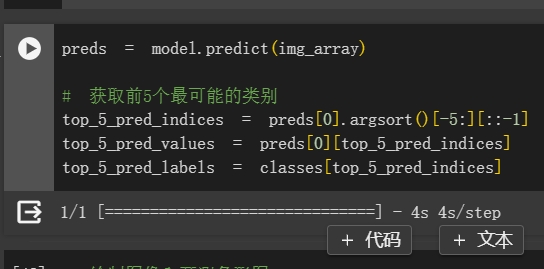 preds = model.predict(img_array)
# 获取前5个最可能的类别
top_5_pred_indices = preds[0].argsort()[-5:][::-1]
top_5_pred_values = preds[0][top_5_pred_indices]
top_5_pred_labels = classes[top_5_pred_indices]
1/1 [==============================] - 4s 4s/step
+ 代码
+ 文本